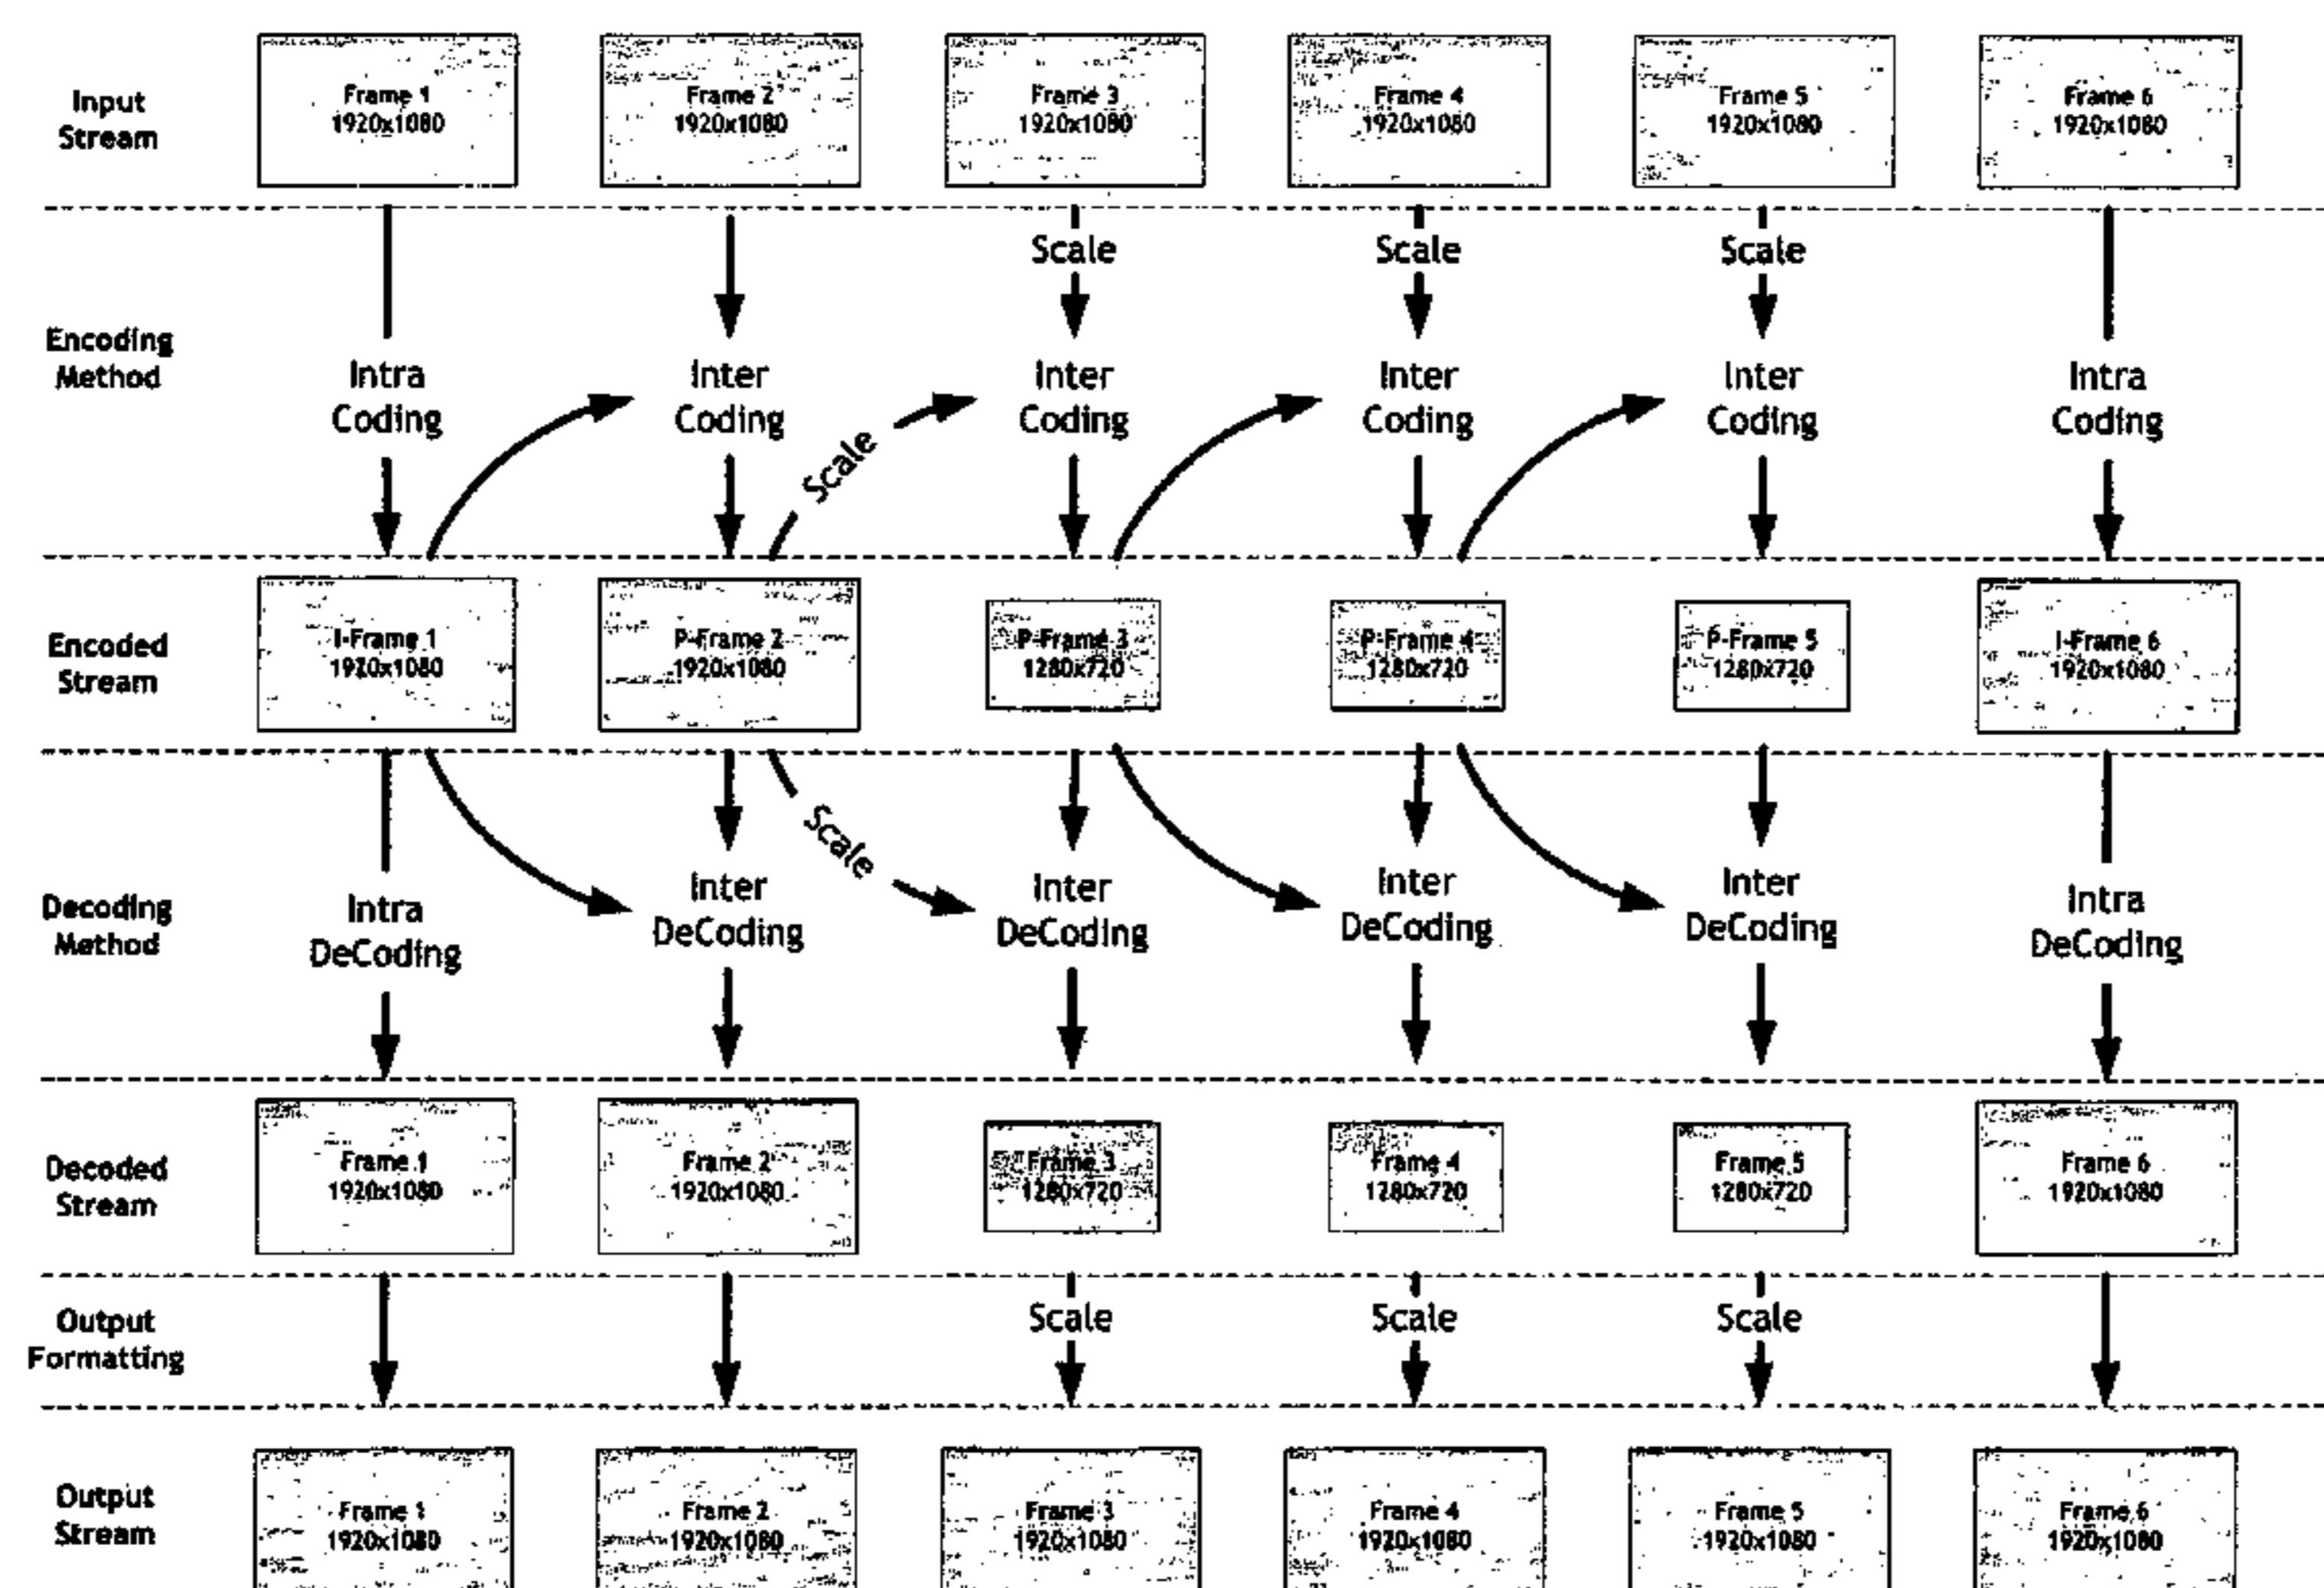 Input
Stream
Frame 1
1920x1080
Frame 2
1920x1080
Frame 3
1920x1080
Frame 4
1920x1080
Frame 5
1920x1080
Frame 6
1920x1080
Scale
Scale
Scale
Encoding
Method
Intra
Coding
Inter
Coding
Scale
Inter
Coding
Inter
Coding
Inter
Coding
Intra
Coding
Encoded
Stream
I-Frame 1
1920x1080
P-Frame 2
1920x1080
P-Frame 3
1280x720
P-Frame 4
1280x720
P-Frame 5
1280x720
I-Frame 6
1920x1080
Decoding
Method
Intra
DeCoding
Inter
DeCoding
Scale
Inter
DeCoding
Inter
DeCoding
Inter
DeCoding
Intra
DeCoding
Decoded
Stream
Frame 1
1920x1080
Frame 2
1920x1080
Frame 3
1280x720
Frame 4
1280x720
Frame 5
1280x720
Frame 6
1920x1080
Output
Formatting
Scale
Scale
Scale
Output
Stream
Frame 1
1920x1080
Frame 2
1920x1080
Frame 3
1920x1080
Frame 4
1920x1080
Frame 5
1920x1080
Frame 6
1920x1080